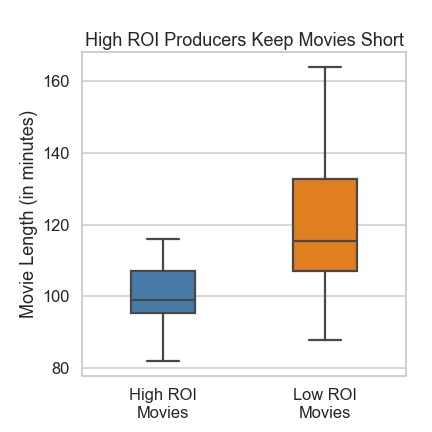 High ROI Producers Keep Movies Short
Movie Length (in minutes)
160
140
120
100
80
High ROI
Movies
Low ROI
Movies